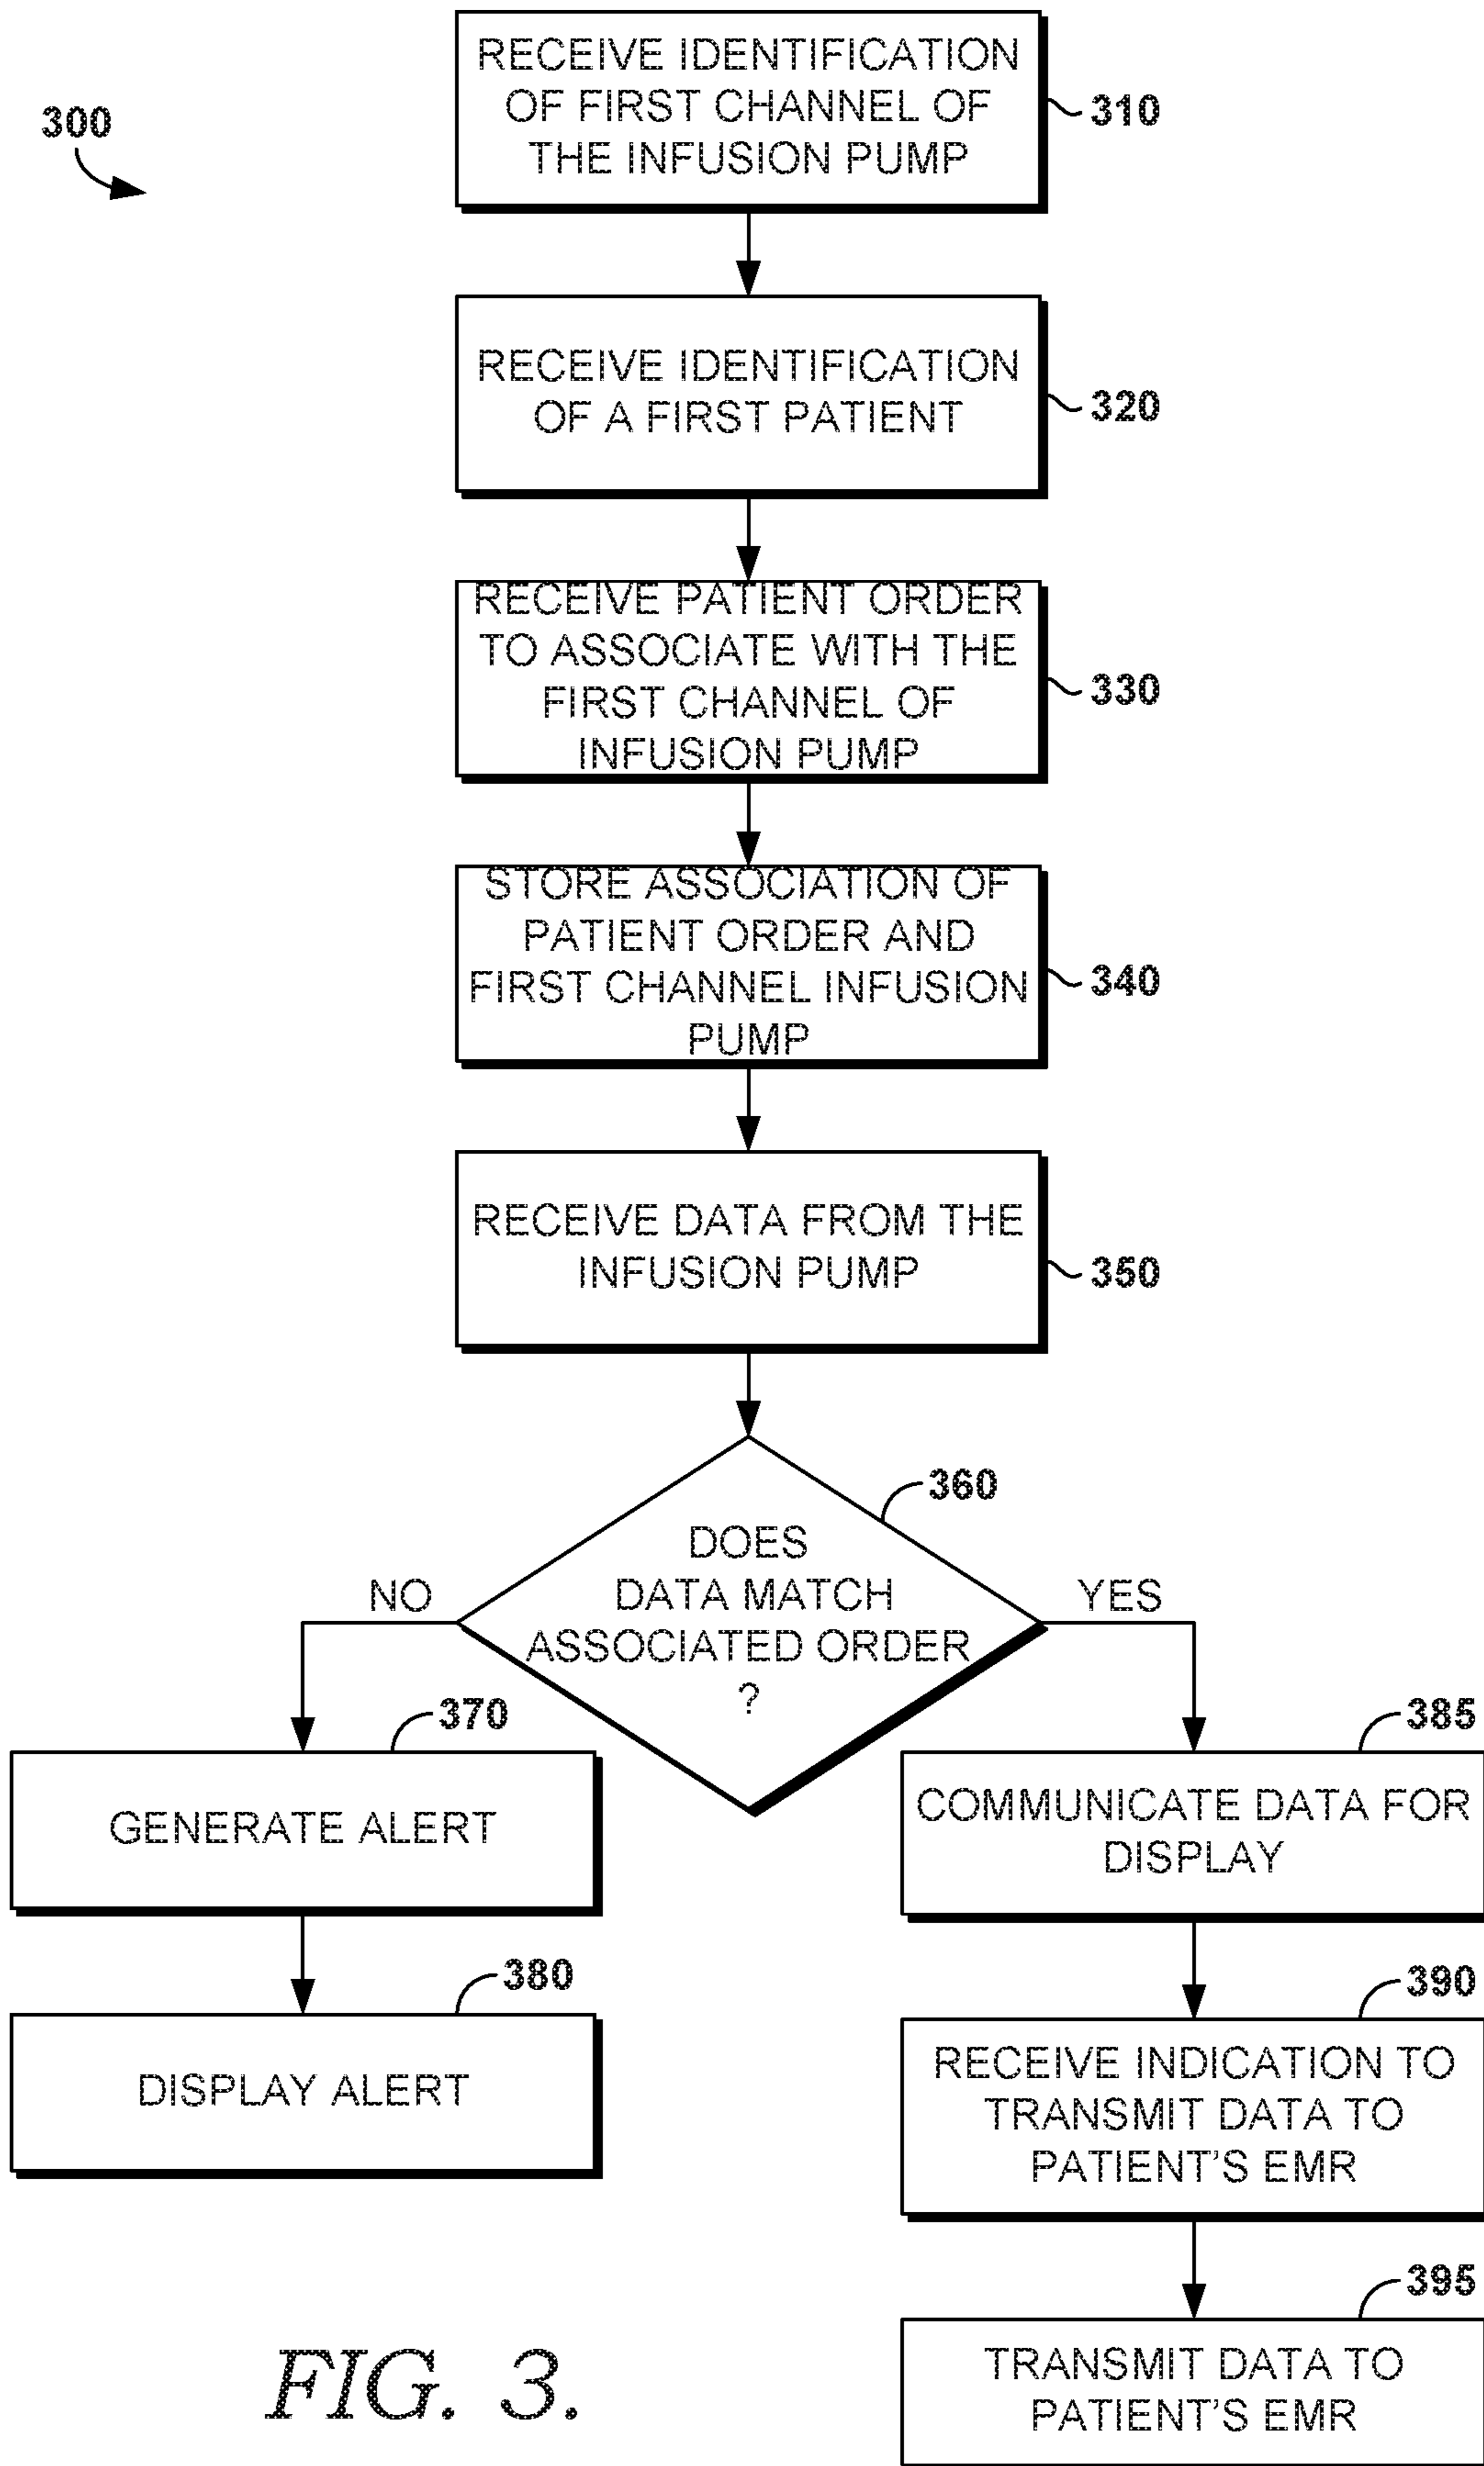 300
RECEIVE IDENTIFICATION
OF FIRST CHANNEL OF
THE INFUSION PUMP
310
RECEIVE IDENTIFICATION
OF A FIRST PATIENT
320
RECEIVE PATIENT ORDER
TO ASSOCIATE WITH THE
FIRST CHANNEL OF
INFUSION PUMP
330
STORE ASSOCIATION OF
PATIENT ORDER AND
FIRST CHANNEL INFUSION
PUMP
340
RECEIVE DATA FROM THE
INFUSION PUMP
350
360
DOES
DATA MATCH
ASSOCIATED ORDER
?
NO
YES
370
GENERATE ALERT
380
DISPLAY ALERT
385
COMMUNICATE DATA FOR
DISPLAY
390
RECEIVE INDICATION TO
TRANSMIT DATA TO
PATIENT'S EMR
395
TRANSMIT DATA TO
PATIENT'S EMR
FIG. 3.